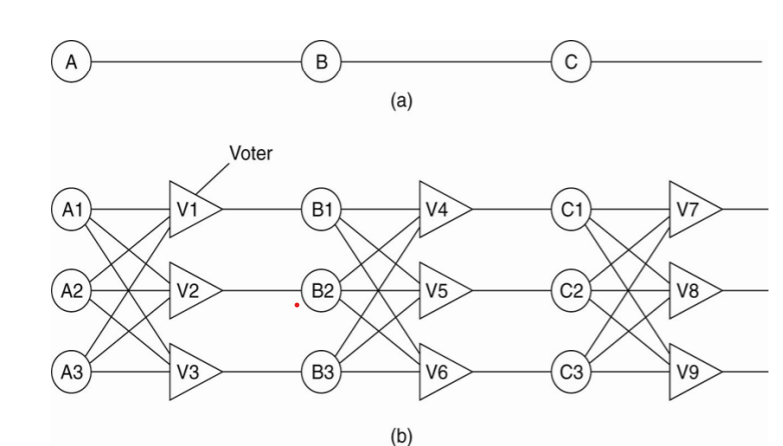 A B C
(a)
Voter
A1 V1 B1 V4 C1 V7
A2 V2 B2 V5 C2 V8
A3 V3 B3 V6 C3 V9
(b)